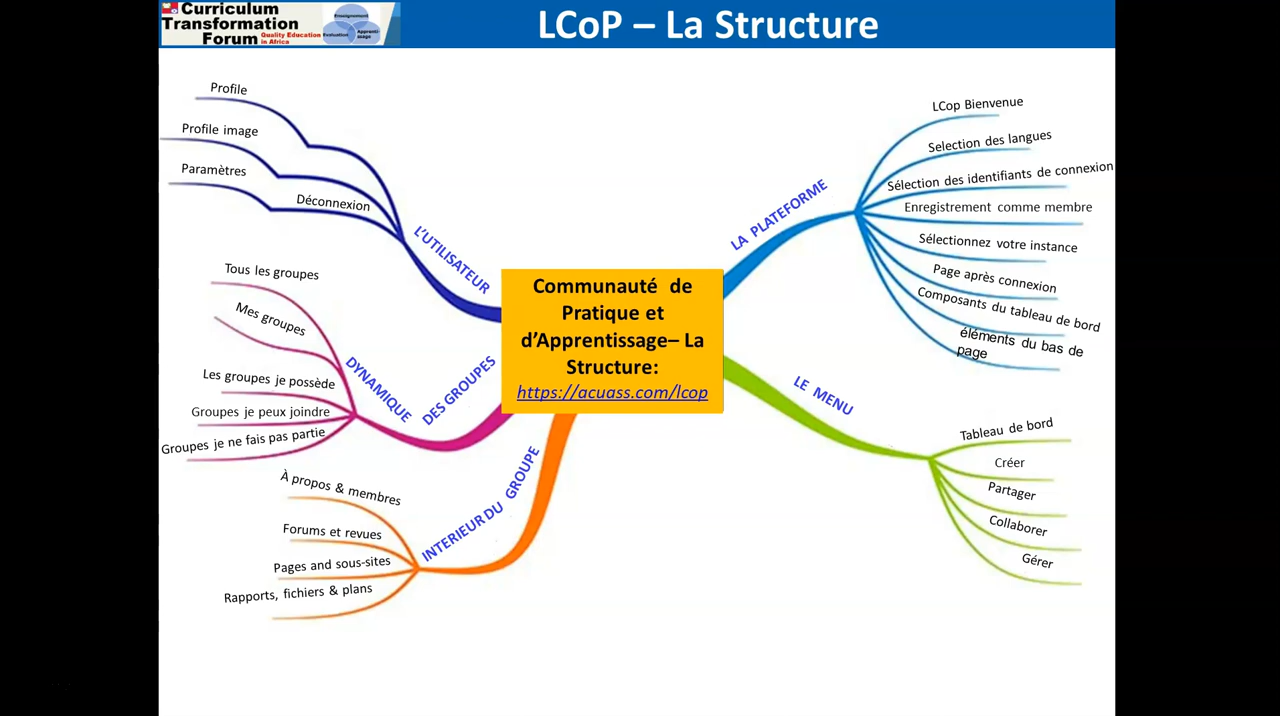 Curriculum
Transformation
Forum
Quality Education
in Africa
Enseignement
Evaluation
Apprenti-
ssage
LCoP – La Structure
Profile
Profile image
Paramètres
Déconnexion
L'UTILISATEUR
Tous les groupes
Mes groupes
Les groupes je possède
Groupes je peux joindre
Groupes je ne fais pas partie
DYNAMIQUE
DES GROUPES
À propos & membres
Forums et revues
Pages and sous-sites
Rapports, fichiers & plans
INTERIEUR DU GROUPE
Communauté de
Pratique et
d'Apprentissage– La
Structure:
https://acuass.com/lcop
LA PLATEFORME
LCop Bienvenue
Selection des langues
Sélection des identifiants de connexion
Enregistrement comme membre
Sélectionnez votre instance
Page après connexion
Composants du tableau de bord
éléments du bas de
page
LE MENU
Tableau de bord
Créer
Partager
Collaborer
Gérer